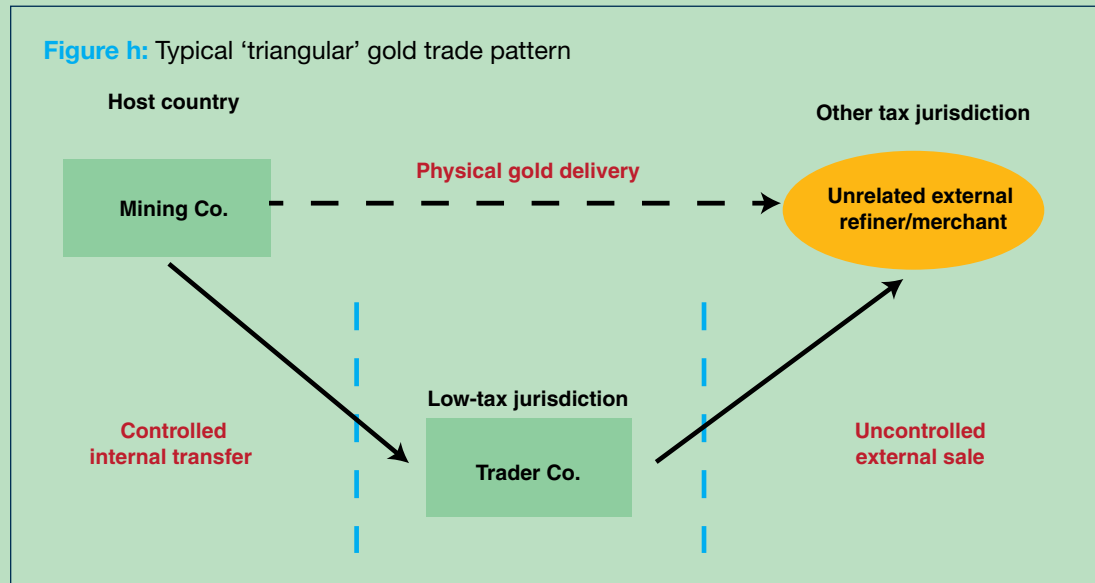 Figure h: Typical ‘triangular’ gold trade pattern
Host country
Other tax jurisdiction
Physical gold delivery
Mining Co.
Unrelated external
refiner/merchant
Low-tax jurisdiction
Controlled
internal transfer
Trader Co.
Uncontrolled
external sale